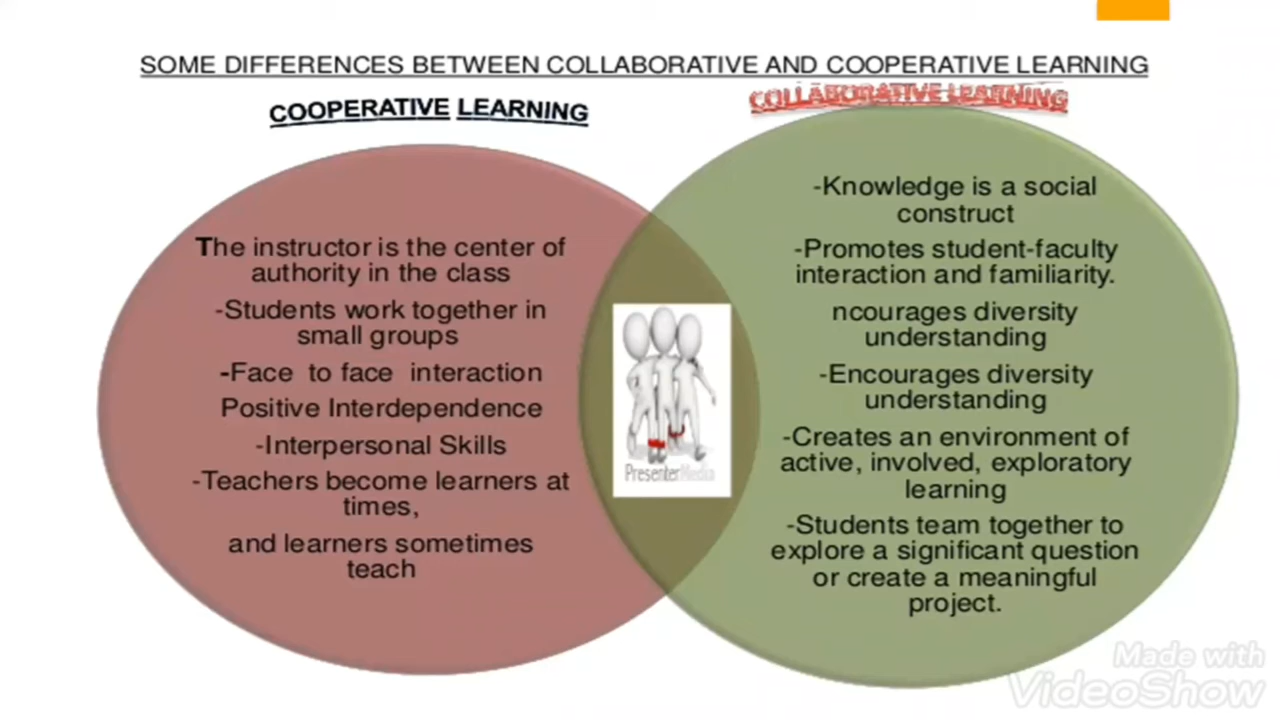 SOME DIFFERENCES BETWEEN COLLABORATIVE AND COOPERATIVE LEARNING
COOPERATIVE LEARNING
COLLABORATIVE LEARNING
The instructor is the center of
authority in the class
-Students work together in
small groups
-Face to face interaction
Positive Interdependence
-Interpersonal Skills
-Teachers become learners at
times,
and learners sometimes
teach
PresenterMedia
-Knowledge is a social
construct
-Promotes student-faculty
interaction and familiarity.
ncourages diversity
understanding
-Encourages diversity
understanding
-Creates an environment of
active, involved, exploratory
learning
-Students team together to
explore a significant question
or create a meaningful
project.
Made with
VideoShow